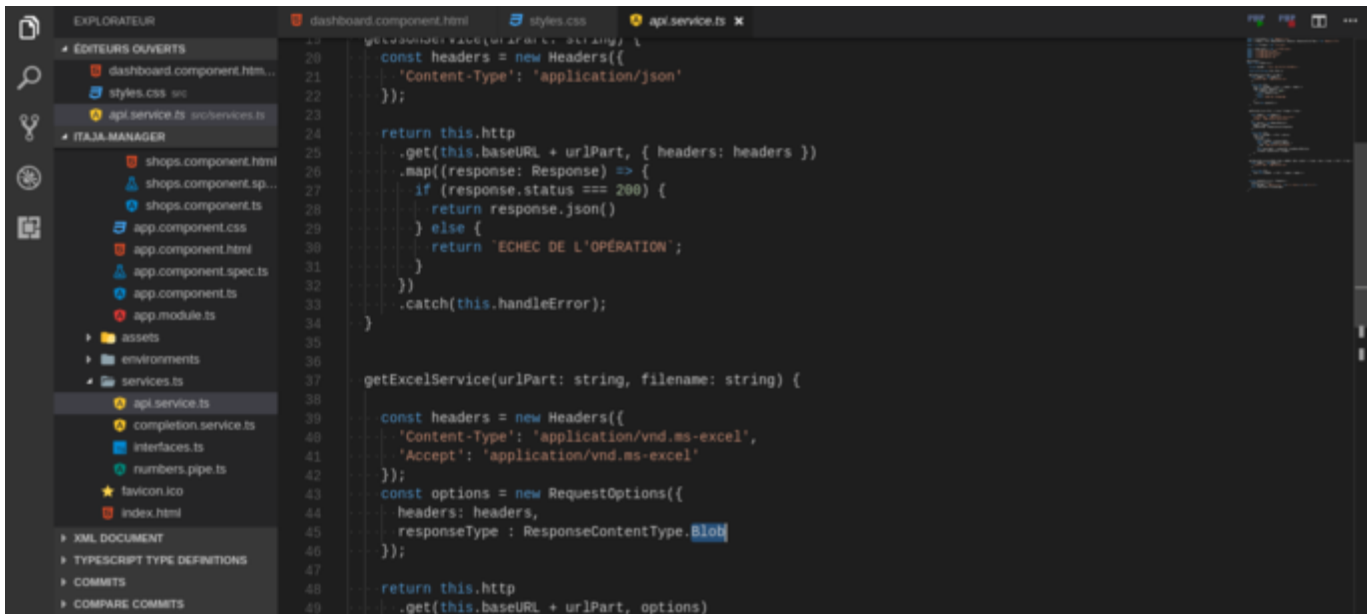 EXPLORATEUR
ÉDITEURS OUVERTS
dashboard.component.htm...
styles.css src
api.service.ts src/services.ts
ITAJA-MANAGER
shops.component.html
shops.component.sp...
shops.component.ts
app.component.css
app.component.html
app.component.spec.ts
app.component.ts
app.module.ts
assets
environments
services.ts
api.service.ts
completion.service.ts
interfaces.ts
numbers.pipe.ts
favicon.ico
index.html
XML DOCUMENT
TYPESCRIPT TYPE DEFINITIONS
COMMITS
COMPARE COMMITS
dashboard.component.html styles.css api.service.ts ×
19 getJsonService(urlPart: string) {
20 const headers = new Headers({
21 'Content-Type': 'application/json'
22 });
23
24 return this.http
25 .get(this.baseURL + urlPart, { headers: headers })
26 .map((response: Response) => {
27 if (response.status === 200) {
28 return response.json()
29 } else {
30 return `ECHEC DE L'OPÉRATION`;
31 }
32 })
33 .catch(this.handleError);
34 }
35
36
37 getExcelService(urlPart: string, filename: string) {
38
39 const headers = new Headers({
40 'Content-Type': 'application/vnd.ms-excel',
41 'Accept': 'application/vnd.ms-excel'
42 });
43 const options = new RequestOptions({
44 headers: headers,
45 responseType : ResponseContentType.Blob
46 });
47
48 return this.http
49 .get(this.baseURL + urlPart, options)